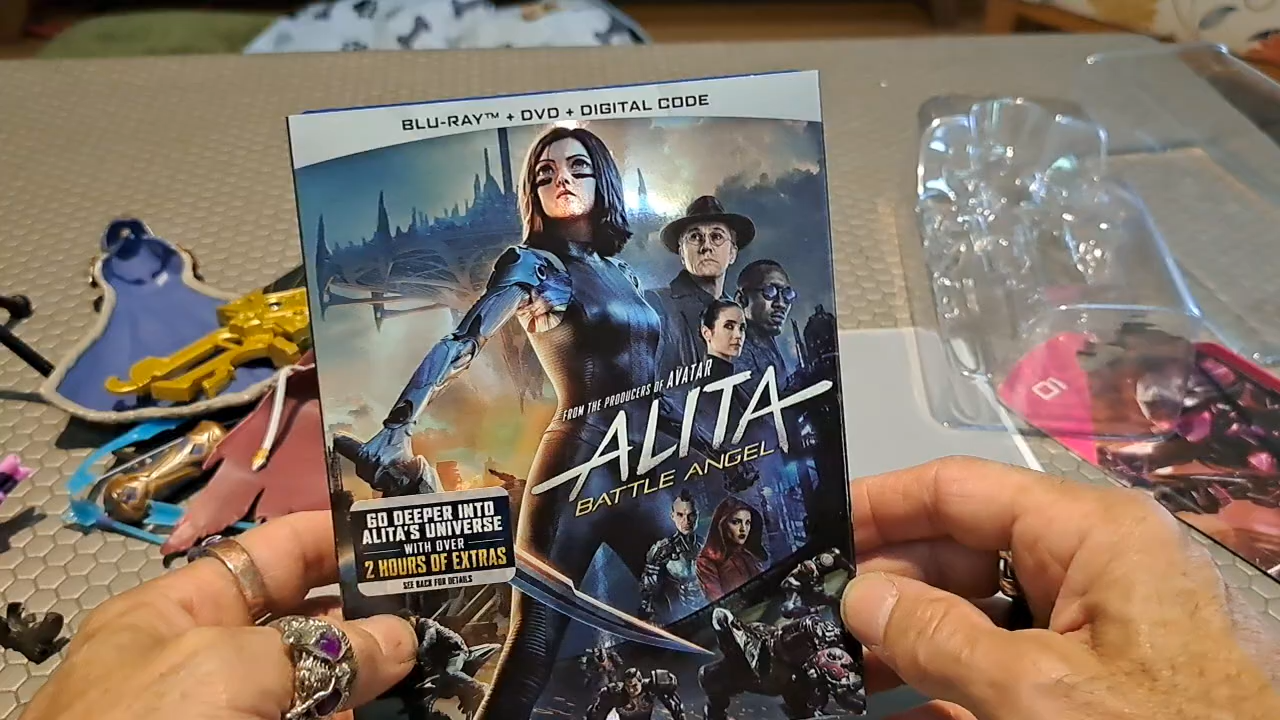 BLU-RAY™ + DVD + DIGITAL CODE
FROM THE PRODUCERS OF AVATAR
ALITA
BATTLE ANGEL
GO DEEPER INTO
ALITA'S UNIVERSE
WITH OVER
2 HOURS OF EXTRAS
SEE BACK FOR DETAILS
6